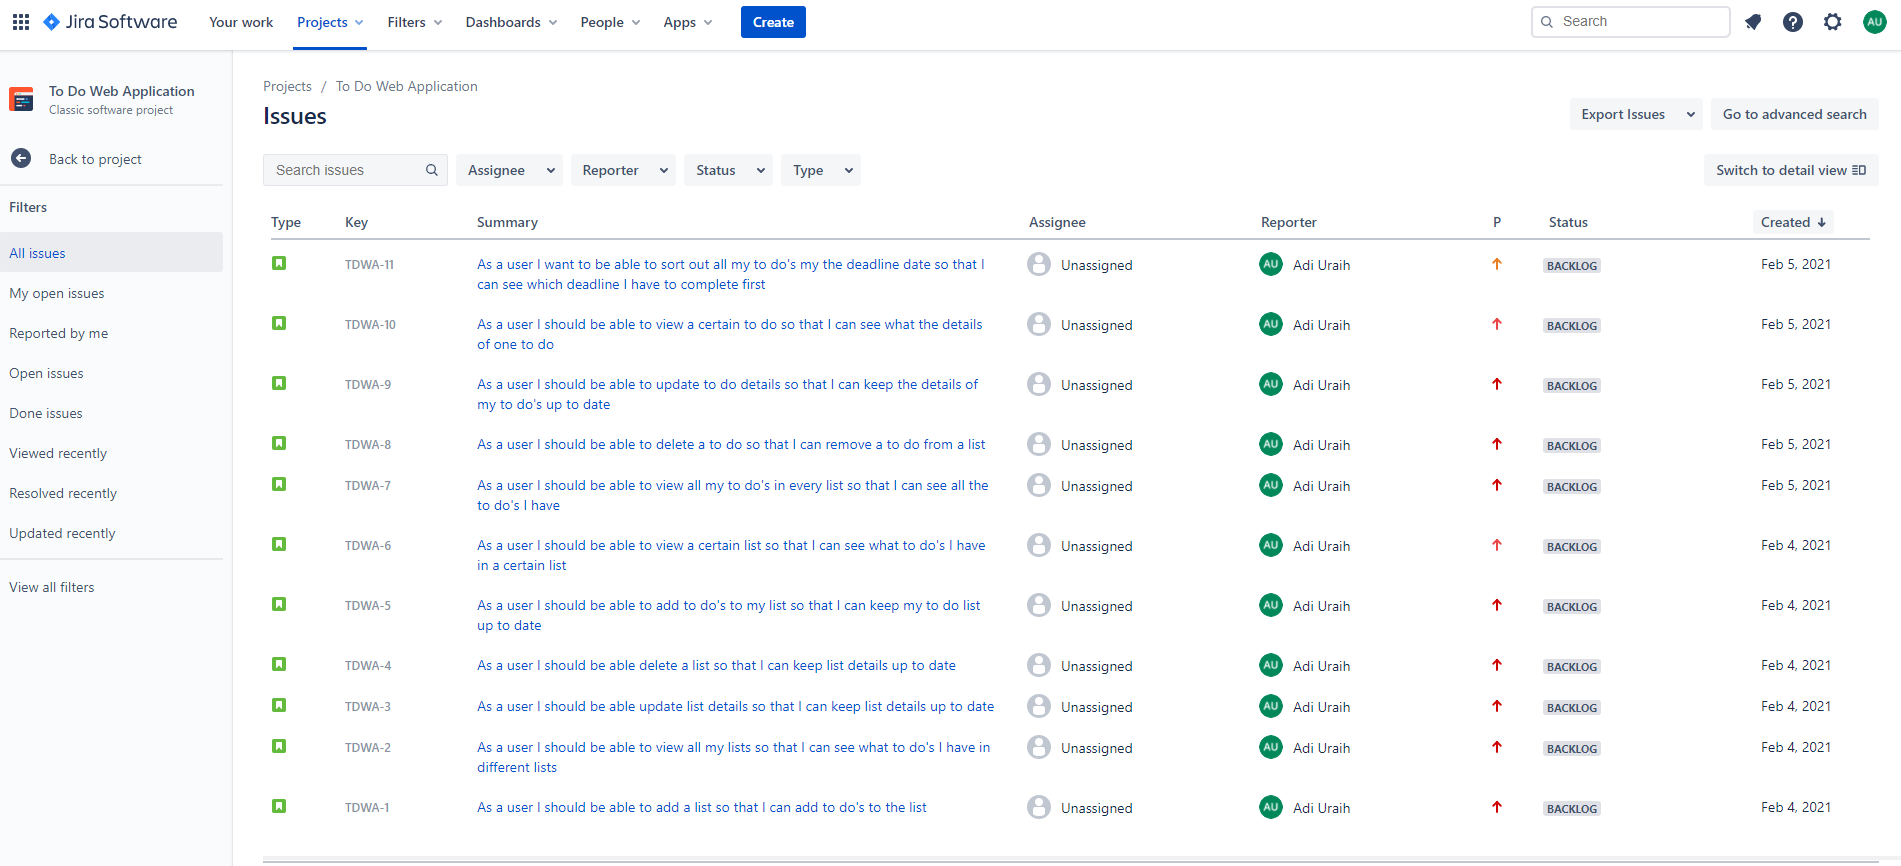 Jira Software Your work Projects Filters Dashboards People Apps Create Search AU
To Do Web Application
Classic software project
Back to project
Filters
All issues
My open issues
Reported by me
Open issues
Done issues
Viewed recently
Resolved recently
Updated recently
View all filters
Projects / To Do Web Application
Issues
Export Issues Go to advanced search
Search issues Assignee Reporter Status Type Switch to detail view
Type Key Summary Assignee Reporter P Status Created
TDWA-11 As a user I want to be able to sort out all my to do's my the deadline date so that I Unassigned AU Adi Uraih BACKLOG Feb 5, 2021
can see which deadline I have to complete first
TDWA-10 As a user I should be able to view a certain to do so that I can see what the details Unassigned AU Adi Uraih BACKLOG Feb 5, 2021
of one to do
TDWA-9 As a user I should be able to update to do details so that I can keep the details of Unassigned AU Adi Uraih BACKLOG Feb 5, 2021
my to do's up to date
TDWA-8 As a user I should be able to delete a to do so that I can remove a to do from a list Unassigned AU Adi Uraih BACKLOG Feb 5, 2021
TDWA-7 As a user I should be able to view all my to do's in every list so that I can see all the Unassigned AU Adi Uraih BACKLOG Feb 5, 2021
to do's I have
TDWA-6 As a user I should be able to view a certain list so that I can see what to do's I have Unassigned AU Adi Uraih BACKLOG Feb 4, 2021
in a certain list
TDWA-5 As a user I should be able to add to do's to my list so that I can keep my to do list Unassigned AU Adi Uraih BACKLOG Feb 4, 2021
up to date
TDWA-4 As a user I should be able delete a list so that I can keep list details up to date Unassigned AU Adi Uraih BACKLOG Feb 4, 2021
TDWA-3 As a user I should be able update list details so that I can keep list details up to date Unassigned AU Adi Uraih BACKLOG Feb 4, 2021
TDWA-2 As a user I should be able to view all my lists so that I can see what to do's I have in Unassigned AU Adi Uraih BACKLOG Feb 4, 2021
different lists
TDWA-1 As a user I should be able to add a list so that I can add to do's to the list Unassigned AU Adi Uraih BACKLOG Feb 4, 2021